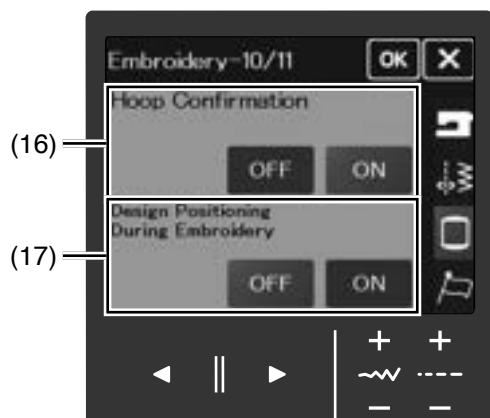 Embroidery-10/11 OK X
Hoop Confirmation
(16)
OFF ON
Design Positioning
During Embroidery
(17)
OFF ON